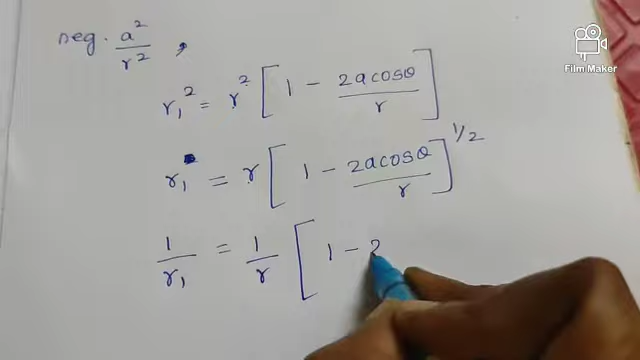 neg. a²/r² ,
Film Maker
r₁² = r² [ 1 - 2acosθ/r ]
r₁ = r [ 1 - 2acosθ/r ]^1/2
1/r₁ = 1/r [ 1 - 2